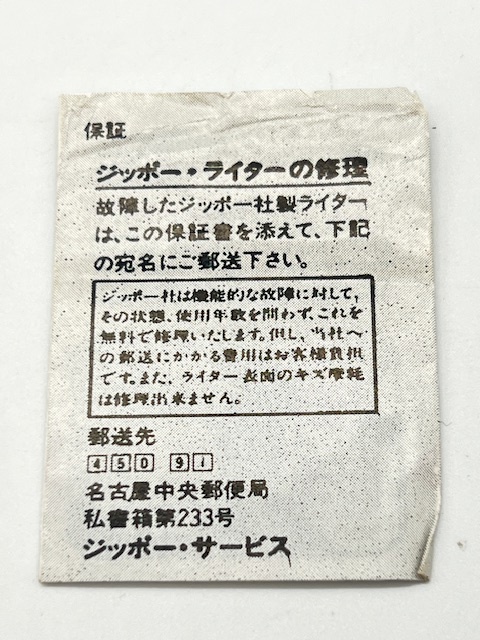 保証
ジッポー・ライターの修理
故障したジッポー社製ライター
は、この保証書を添えて、下記
の宛名にご郵送下さい。
ジッポー社は機能的な故障に対して、
その状態、使用年数を問わず、これを
無料で修理いたします。但し、当社へ
の郵送にかかる費用はお客様負担
です。また、ライター表面のキズ摩耗
は修理出来ません。
郵送先
450 91
名古屋中央郵便局
私書箱第233号
ジッポー・サービス